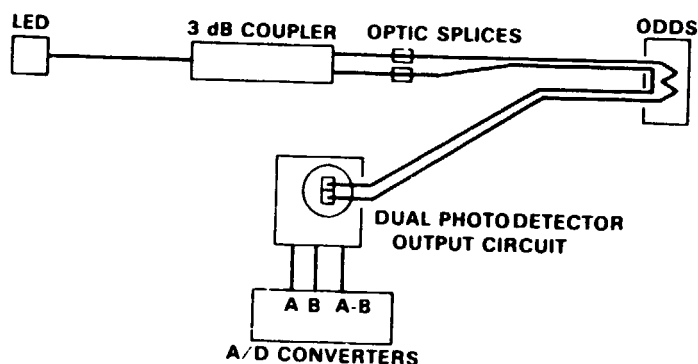 LED
3 dB COUPLER
OPTIC SPLICES
ODDS
DUAL PHOTODETECTOR
OUTPUT CIRCUIT
A B A-B
A/D CONVERTERS